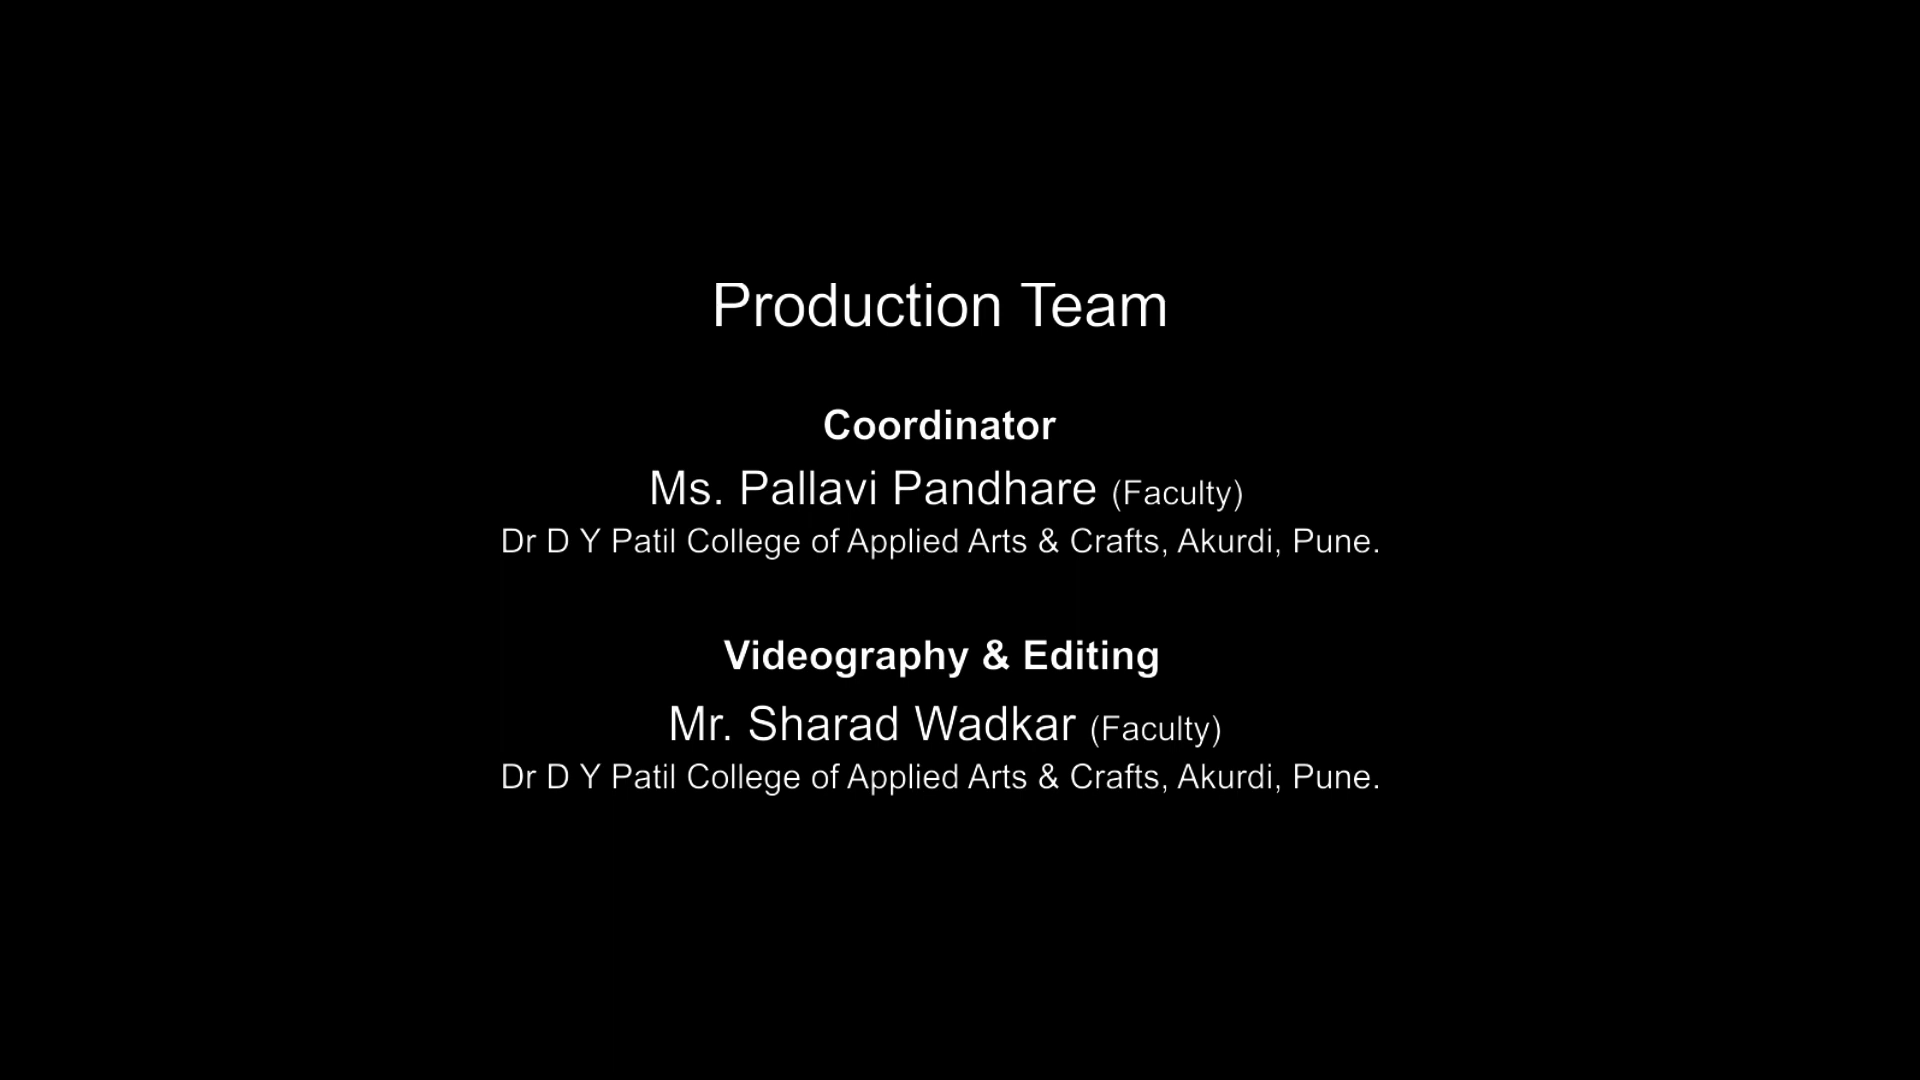 Production Team
Coordinator
Ms. Pallavi Pandhare (Faculty)
Dr D Y Patil College of Applied Arts & Crafts, Akurdi, Pune.
Videography & Editing
Mr. Sharad Wadkar (Faculty)
Dr D Y Patil College of Applied Arts & Crafts, Akurdi, Pune.